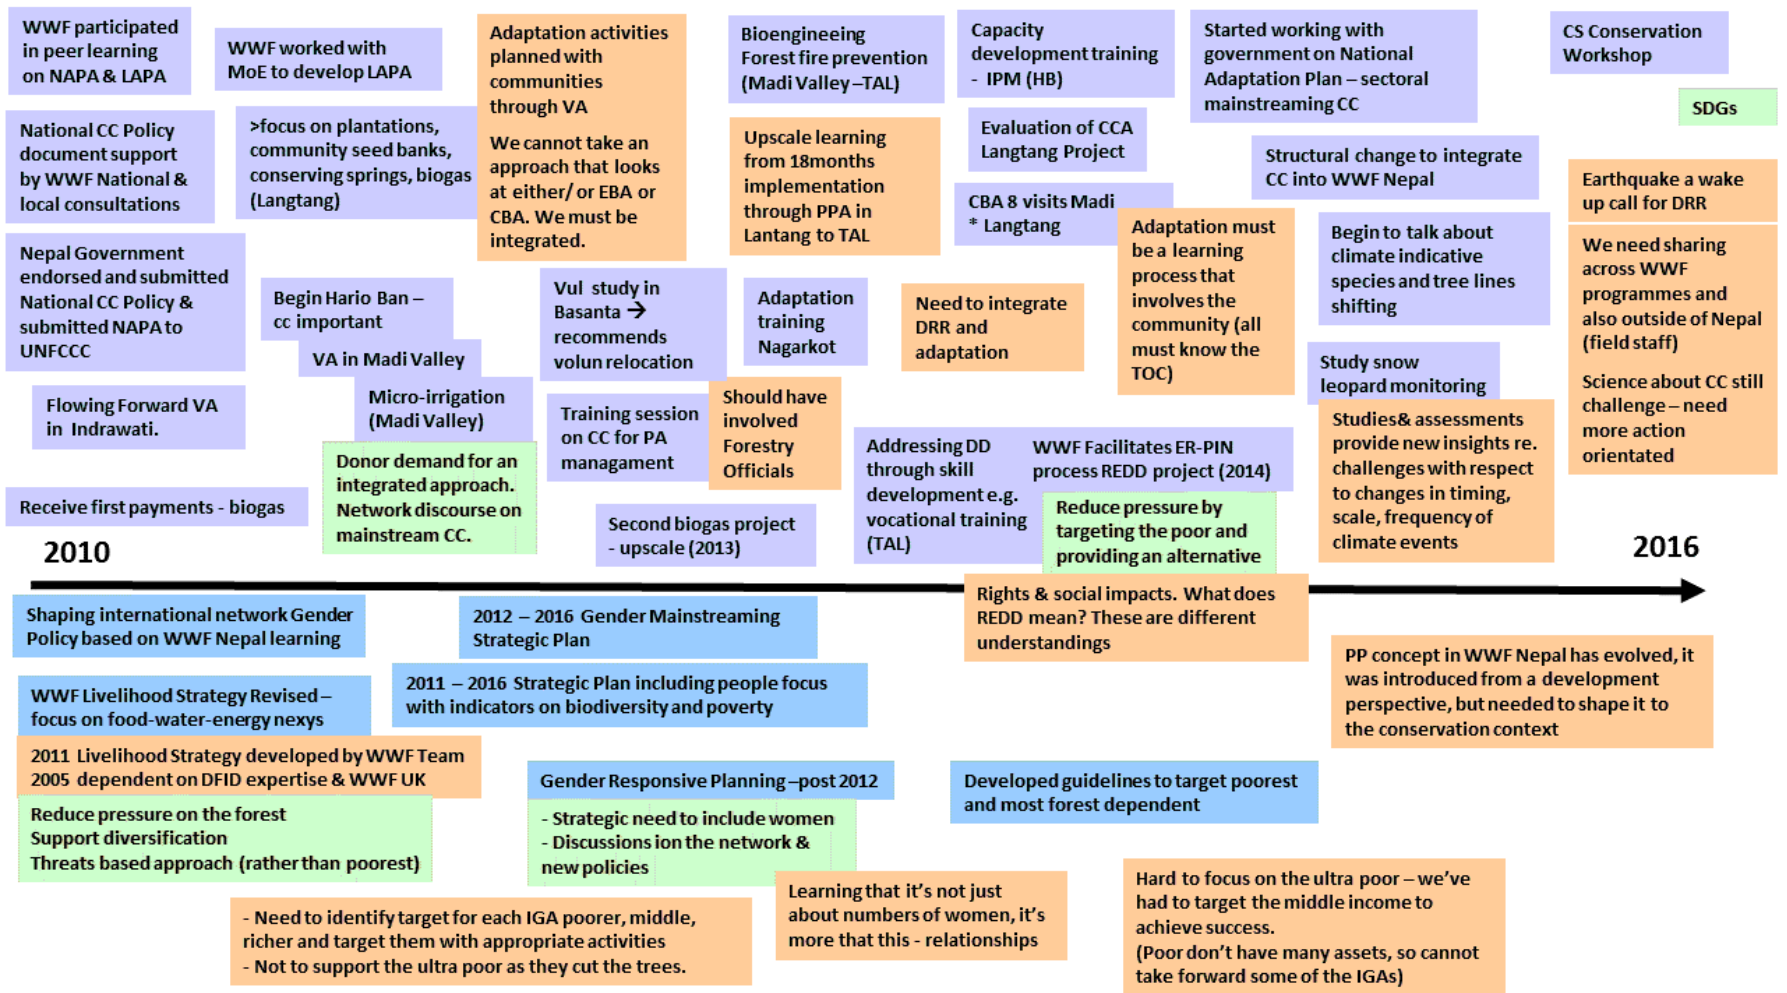 WWF participated
in peer learning
on NAPA & LAPA
WWF worked with
MoE to develop LAPA
Adaptation activities
planned with
communities
through VA
We cannot take an
approach that looks
at either/ or EBA or
CBA. We must be
integrated.
Bioengineeing
Forest fire prevention
(Madi Valley –TAL)
Capacity
development training
- IPM (HB)
Started working with
government on National
Adaptation Plan – sectoral
mainstreaming CC
CS Conservation
Workshop
SDGs
National CC Policy
document support
by WWF National &
local consultations
>focus on plantations,
community seed banks,
conserving springs, biogas
(Langtang)
Upscale learning
from 18months
implementation
through PPA in
Lantang to TAL
Evaluation of CCA
Langtang Project
Structural change to integrate
CC into WWF Nepal
Earthquake a wake
up call for DRR
CBA 8 visits Madi
* Langtang
Adaptation must
be a learning
process that
involves the
community (all
must know the
TOC)
Begin to talk about
climate indicative
species and tree lines
shifting
We need sharing
across WWF
programmes and
also outside of Nepal
(field staff)
Science about CC still
challenge – need
more action
orientated
Nepal Government
endorsed and submitted
National CC Policy &
submitted NAPA to
UNFCCC
Begin Hario Ban –
cc important
VA in Madi Valley
Micro-irrigation
(Madi Valley)
Vul study in
Basanta →
recommends
volun relocation
Adaptation
training
Nagarkot
Need to integrate
DRR and
adaptation
Study snow
leopard monitoring
Flowing Forward VA
in Indrawati.
Donor demand for an
integrated approach.
Network discourse on
mainstream CC.
Training session
on CC for PA
managament
Should have
involved
Forestry
Officials
Addressing DD
through skill
development e.g.
vocational training
(TAL)
WWF Facilitates ER-PIN
process REDD project (2014)
Reduce pressure by
targeting the poor and
providing an alternative
Studies& assessments
provide new insights re.
challenges with respect
to changes in timing,
scale, frequency of
climate events
Receive first payments - biogas
Second biogas project
- upscale (2013)
2010
2016
Shaping international network Gender
Policy based on WWF Nepal learning
2012 – 2016 Gender Mainstreaming
Strategic Plan
Rights & social impacts. What does
REDD mean? These are different
understandings
PP concept in WWF Nepal has evolved, it
was introduced from a development
perspective, but needed to shape it to
the conservation context
WWF Livelihood Strategy Revised –
focus on food-water-energy nexys
2011 – 2016 Strategic Plan including people focus
with indicators on biodiversity and poverty
2011 Livelihood Strategy developed by WWF Team
2005 dependent on DFID expertise & WWF UK
Gender Responsive Planning –post 2012
Developed guidelines to target poorest
and most forest dependent
Reduce pressure on the forest
Support diversification
Threats based approach (rather than poorest)
- Strategic need to include women
- Discussions ion the network &
new policies
Learning that it's not just
about numbers of women, it's
more that this - relationships
Hard to focus on the ultra poor – we've
had to target the middle income to
achieve success.
(Poor don't have many assets, so cannot
take forward some of the IGAs)
- Need to identify target for each IGA poorer, middle,
richer and target them with appropriate activities
- Not to support the ultra poor as they cut the trees.